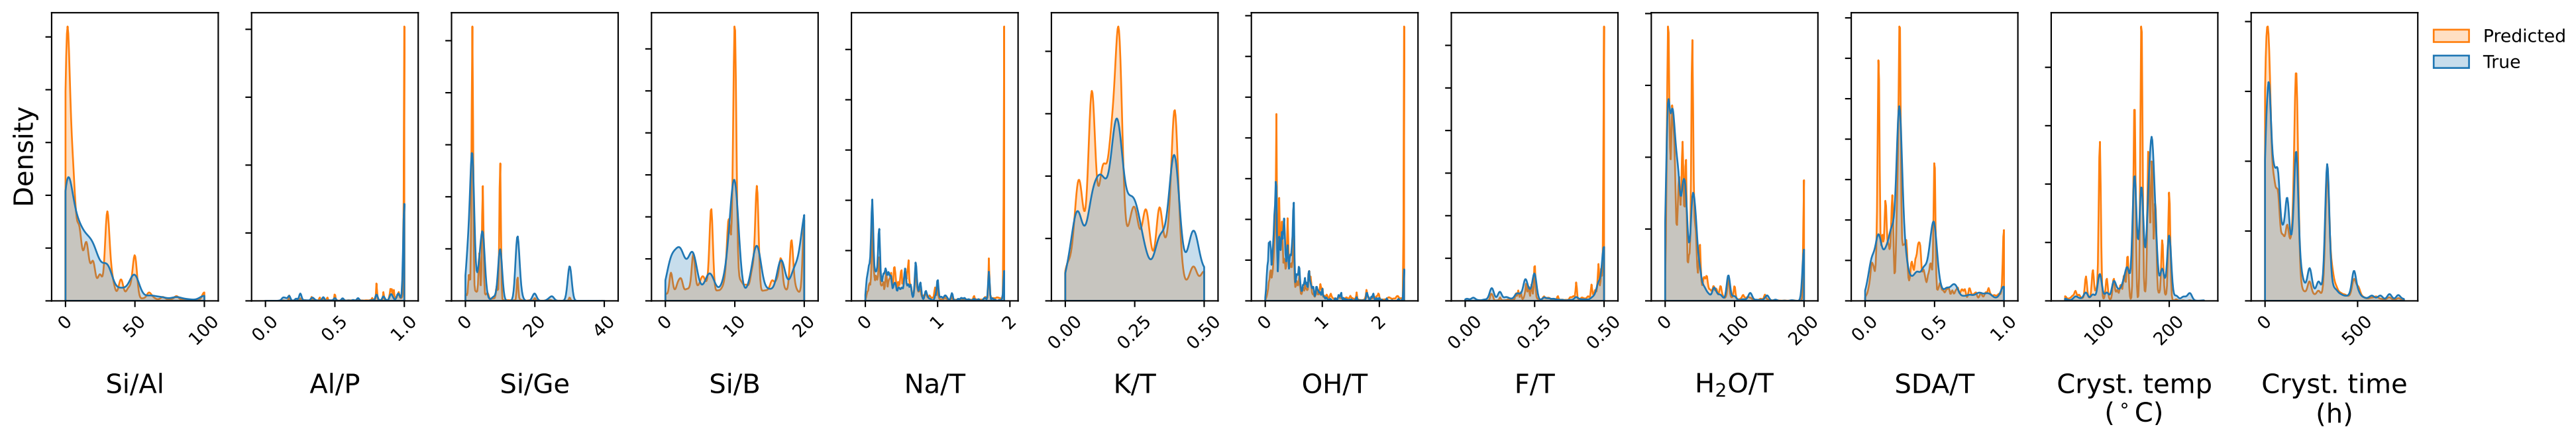 Density
0 50 100
Si/Al
0.0 0.5 1.0
Al/P
0 20 40
Si/Ge
0 10 20
Si/B
0 1 2
Na/T
0.00 0.25 0.50
K/T
0 1 2
OH/T
0.00 0.25 0.50
F/T
0 100 200
H₂O/T
0.0 0.5 1.0
SDA/T
100 200
Cryst. temp
(°C)
0 500
Cryst. time
(h)
Predicted
True